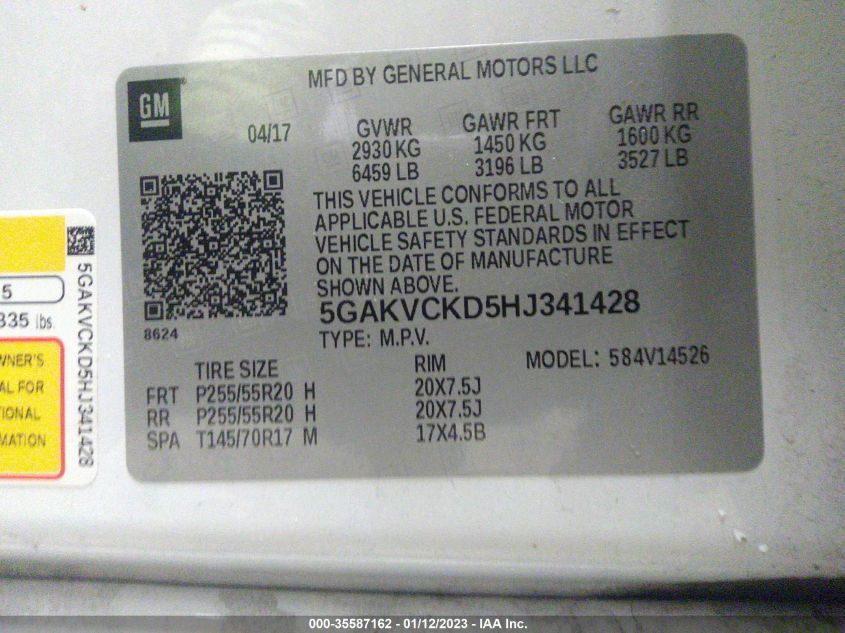 MFD BY GENERAL MOTORS LLC
GM
04/17
GVWR
2930 KG
6459 LB
GAWR FRT
1450 KG
3196 LB
GAWR RR
1600 KG
3527 LB
THIS VEHICLE CONFORMS TO ALL
APPLICABLE U.S. FEDERAL MOTOR
VEHICLE SAFETY STANDARDS IN EFFECT
ON THE DATE OF MANUFACTURE
SHOWN ABOVE.
5GAKVCKD5HJ341428
TYPE: M.P.V.
8624
MODEL: 584V14526
TIRE SIZE RIM
FRT P255/55R20 H 20X7.5J
RR P255/55R20 H 20X7.5J
SPA T145/70R17 M 17X4.5B
5
335 lbs
5GAKVCKD5HJ341428
FOR
000-35587162 — 01/12/2023 — IAA Inc.